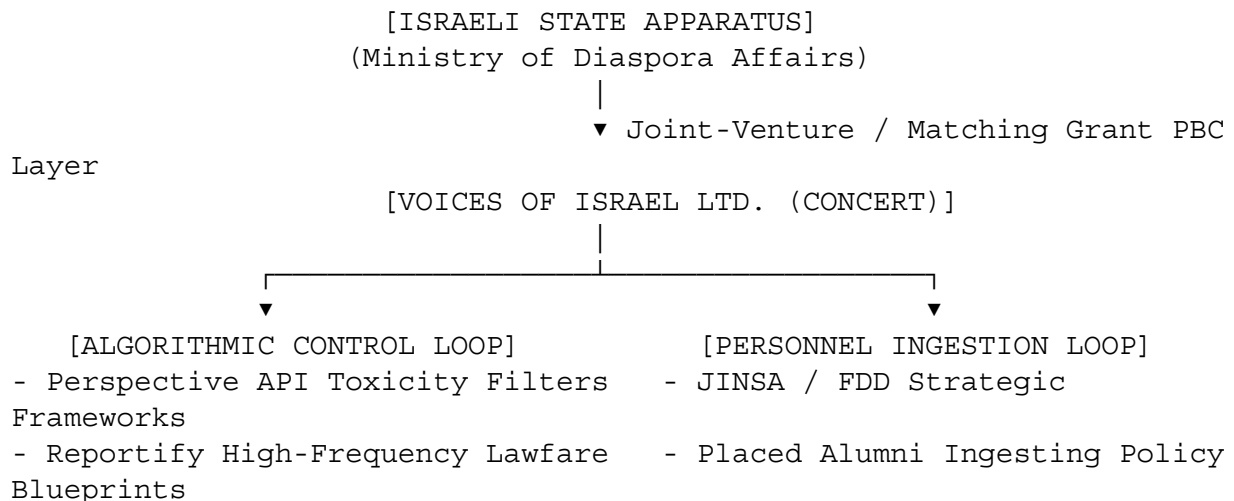 [ISRAELI STATE APPARATUS]
(Ministry of Diaspora Affairs)
▼ Joint-Venture / Matching Grant PBC
Layer
[VOICES OF ISRAEL LTD. (CONCERT)]
[ALGORITHMIC CONTROL LOOP] [PERSONNEL INGESTION LOOP]
- Perspective API Toxicity Filters - JINSA / FDD Strategic
Frameworks
- Reportify High-Frequency Lawfare - Placed Alumni Ingesting Policy
Blueprints